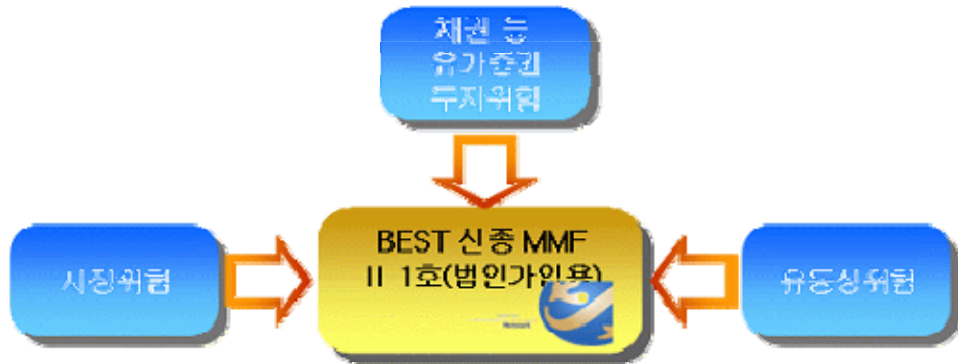 채권 등
유가증권
투자위험
BEST 신종 MMF
II 1호(법인가입용)
시장위험
유동성위험